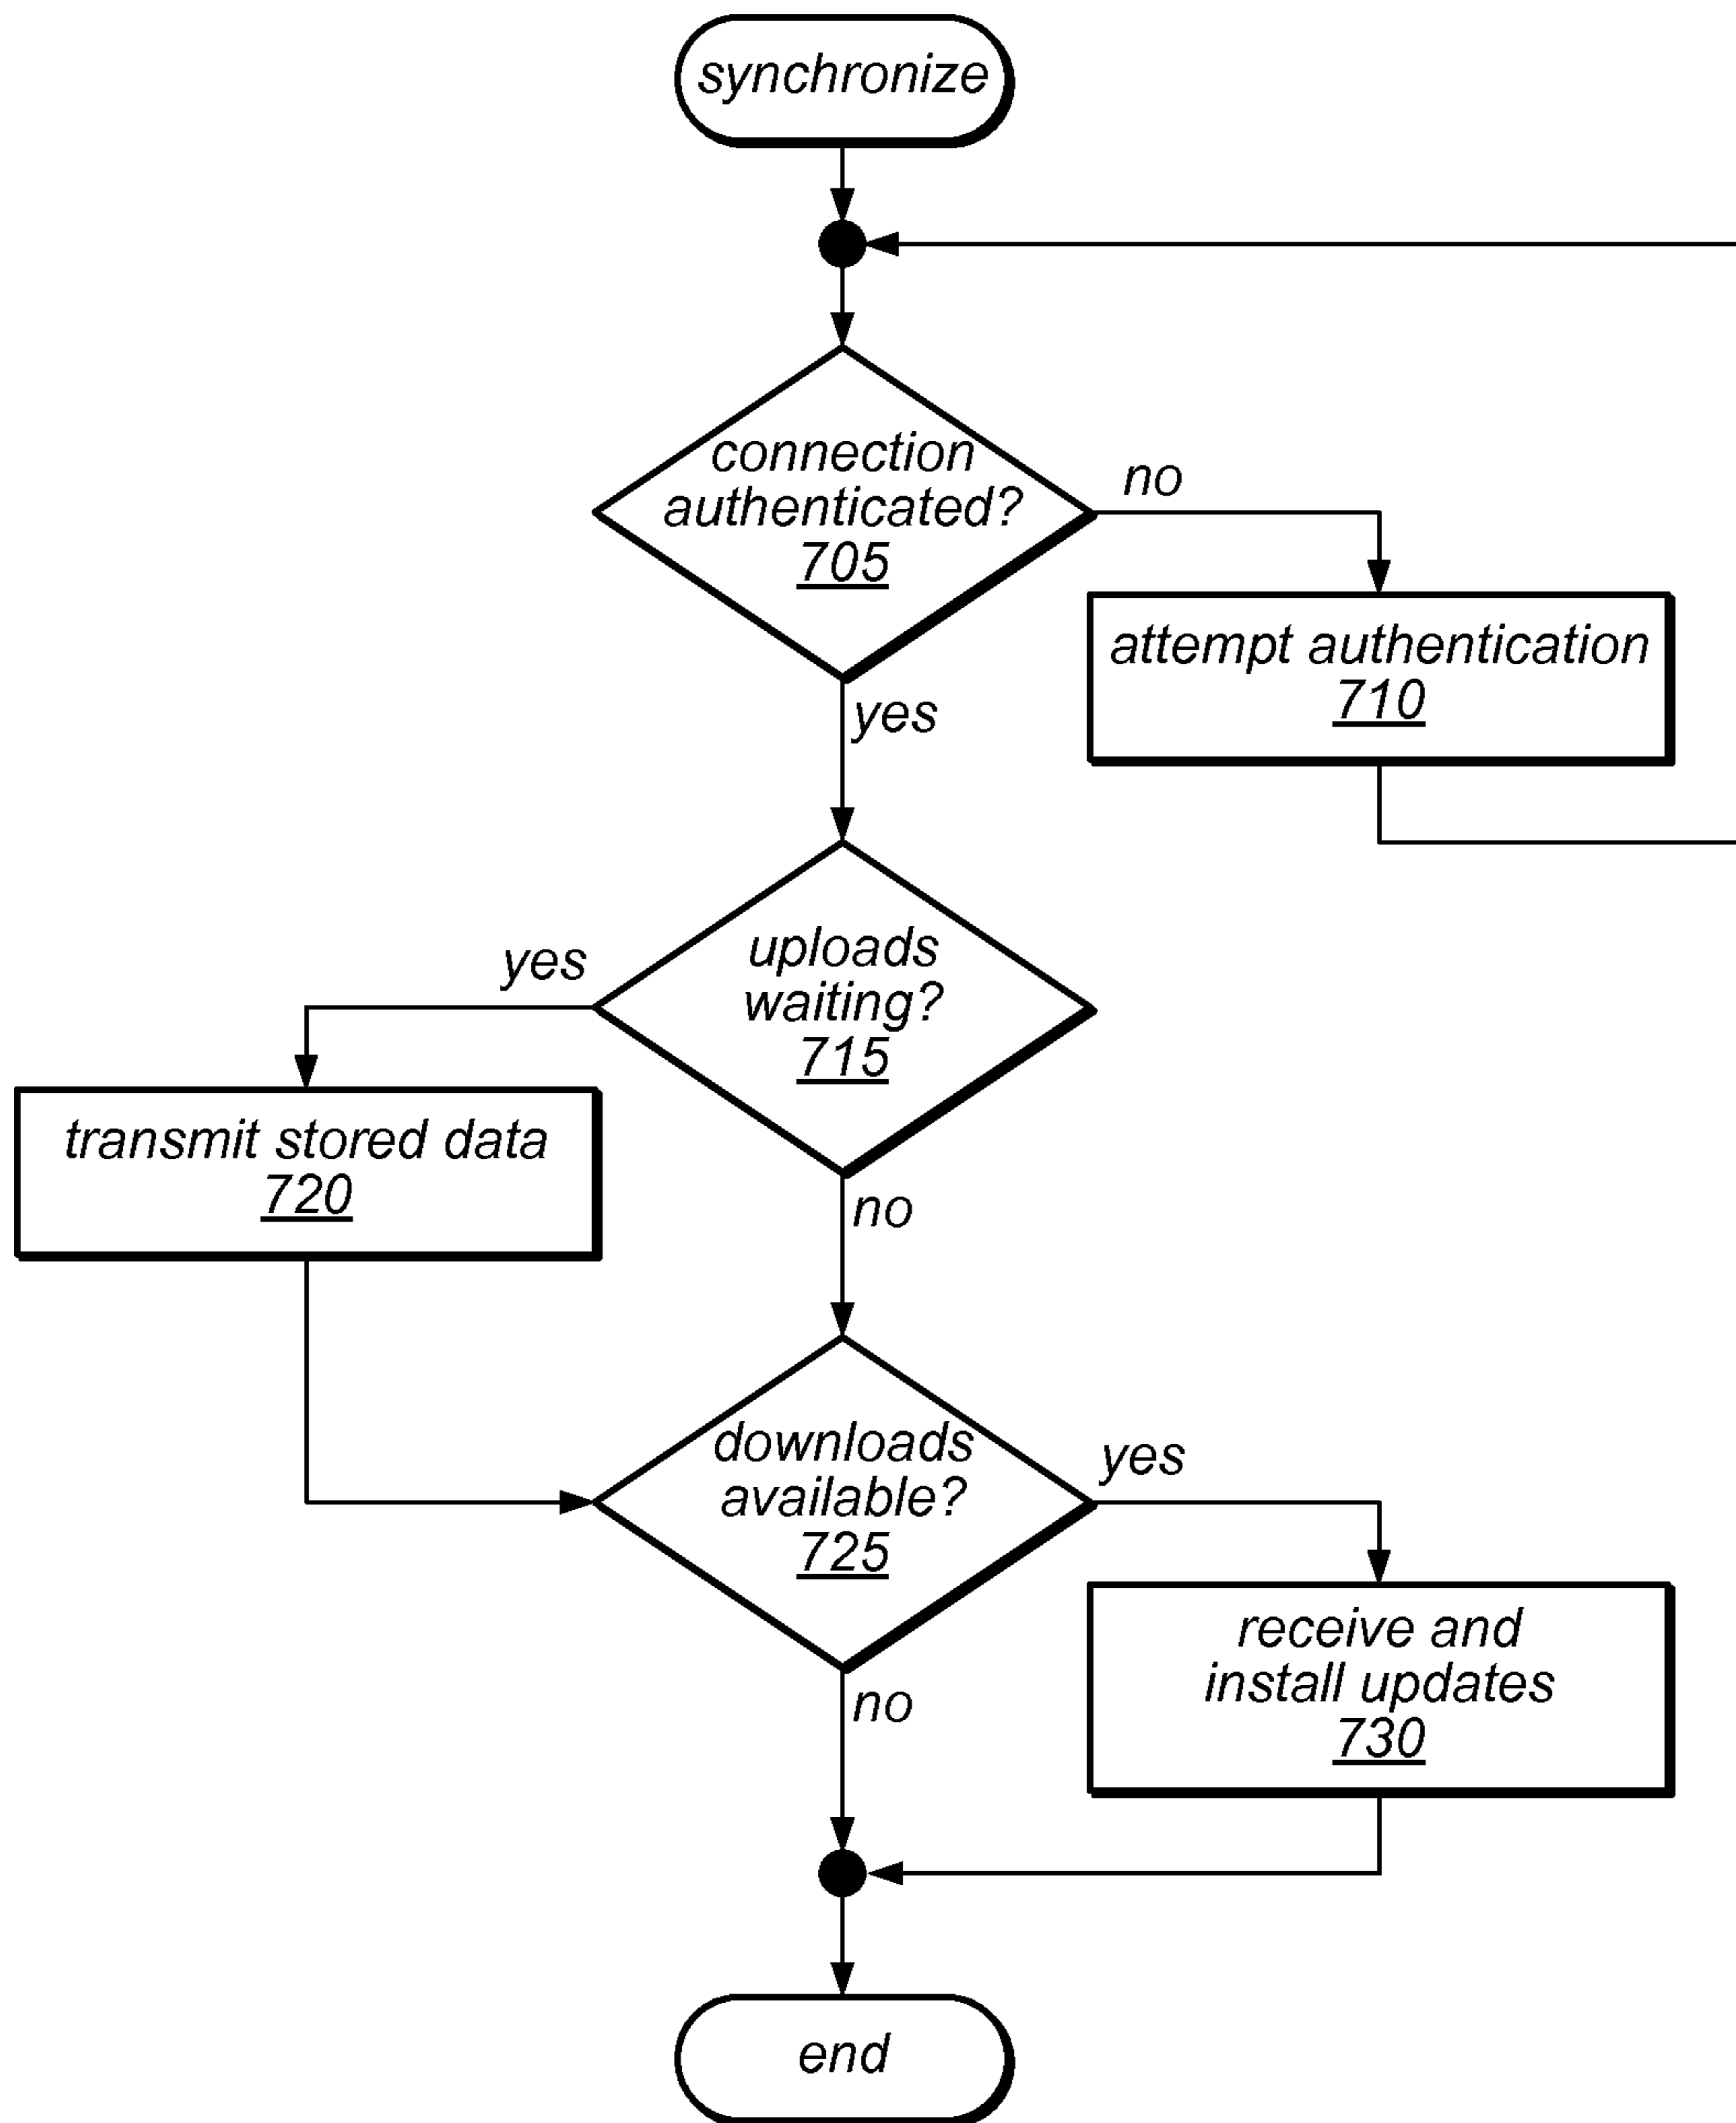 synchronize
connection
authenticated?
705
no
attempt authentication
710
yes
uploads
waiting?
715
yes
transmit stored data
720
no
downloads
available?
725
yes
receive and
install updates
730
no
end